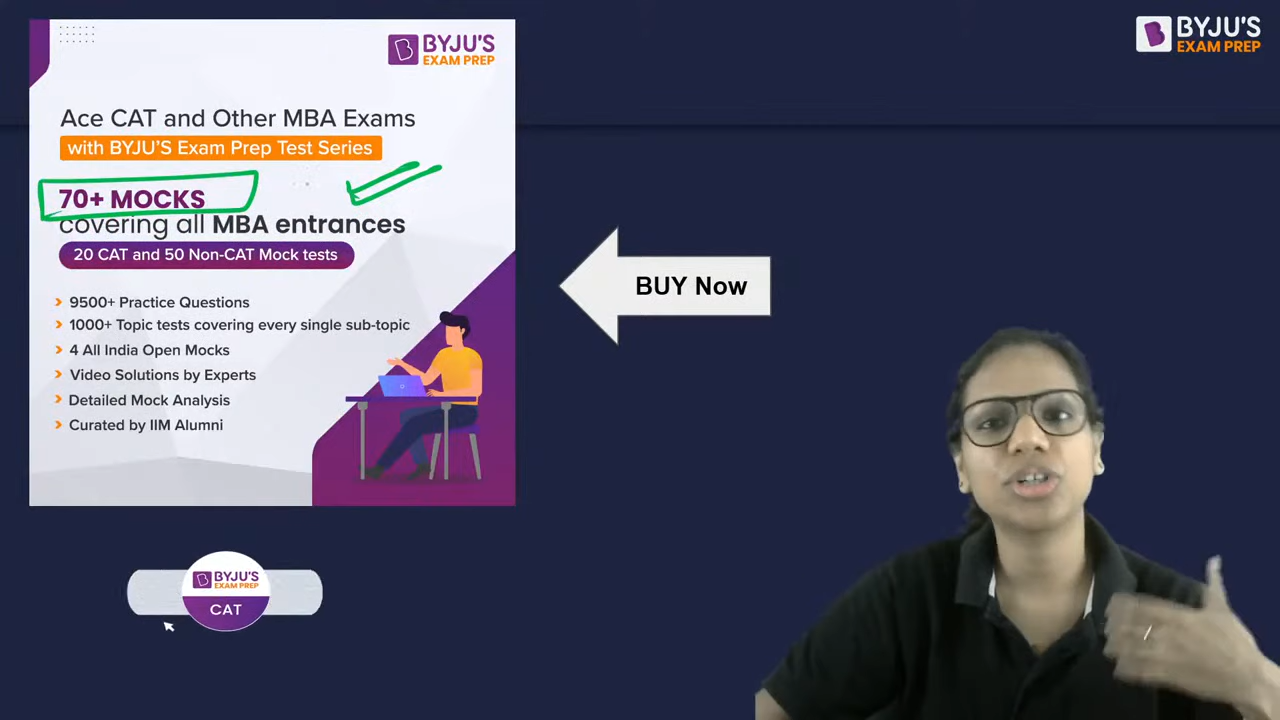 BYJU'S
EXAM PREP
BYJU'S
EXAM PREP
Ace CAT and Other MBA Exams
with BYJU'S Exam Prep Test Series
70+ MOCKS
covering all MBA entrances
20 CAT and 50 Non-CAT Mock tests
9500+ Practice Questions
1000+ Topic tests covering every single sub-topic
4 All India Open Mocks
Video Solutions by Experts
Detailed Mock Analysis
Curated by IIM Alumni
BUY Now
BYJU'S
EXAM PREP
CAT